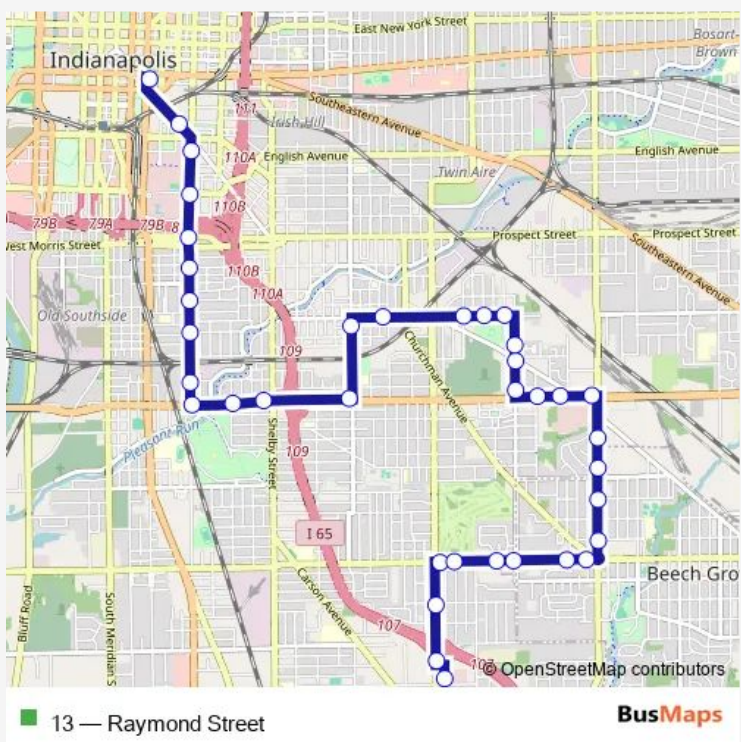 East New York Street
Bosart-
Brown
Indianapolis
111
Southeastern Avenue
Irish Hill
110A
English Avenue
English Avenue
Twin Aire
110B
79B
79A
79B
8
West Morris Street
Prospect Street
Prospect Street
Southeastern Avenue
110B
110A
Old Southside
109
Churchman Avenue
Pleasant Run
Shelby Street
109
I 65
Carson Avenue
Beech Gro
Bluff Road
South Meridian S
107
107
© OpenStreetMap contributors
13 — Raymond Street
BusMaps